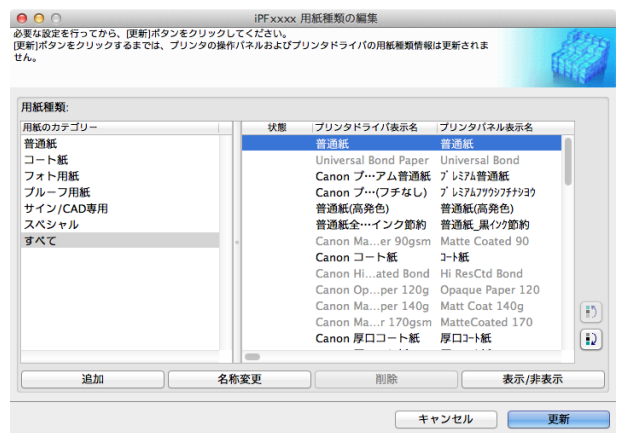 iPFxxxx 用紙種類の編集
必要な設定を行ってから、[更新]ボタンをクリックしてください。
[更新]ボタンをクリックするまでは、プリンタの操作パネルおよびプリンタドライバの用紙種類情報は更新されま
せん。
用紙種類:
用紙のカテゴリー 状態 プリンタドライバ表示名 プリンタパネル表示名
普通紙 普通紙 普通紙
コート紙 Universal Bond Paper Universal Bond
フォト用紙 Canon プ…アム普通紙 プレミアム普通紙
プルーフ用紙 Canon プ…(フチなし) プレミアムフツウシフチナシヨウ
サイン/CAD専用 普通紙(高発色) 普通紙(高発色)
スペシャル 普通紙全…インク節約 普通紙_黒インク節約
すべて Canon Ma…er 90gsm Matte Coated 90
Canon コート紙 コート紙
Canon Hi…ated Bond Hi ResCtd Bond
Canon Op…per 120g Opaque Paper 120
Canon Ma…per 140g Matt Coat 140g
Canon Ma…r 170gsm MatteCoated 170
Canon 厚口コート紙 厚口コート紙
追加 名称変更 削除 表示/非表示
キャンセル 更新